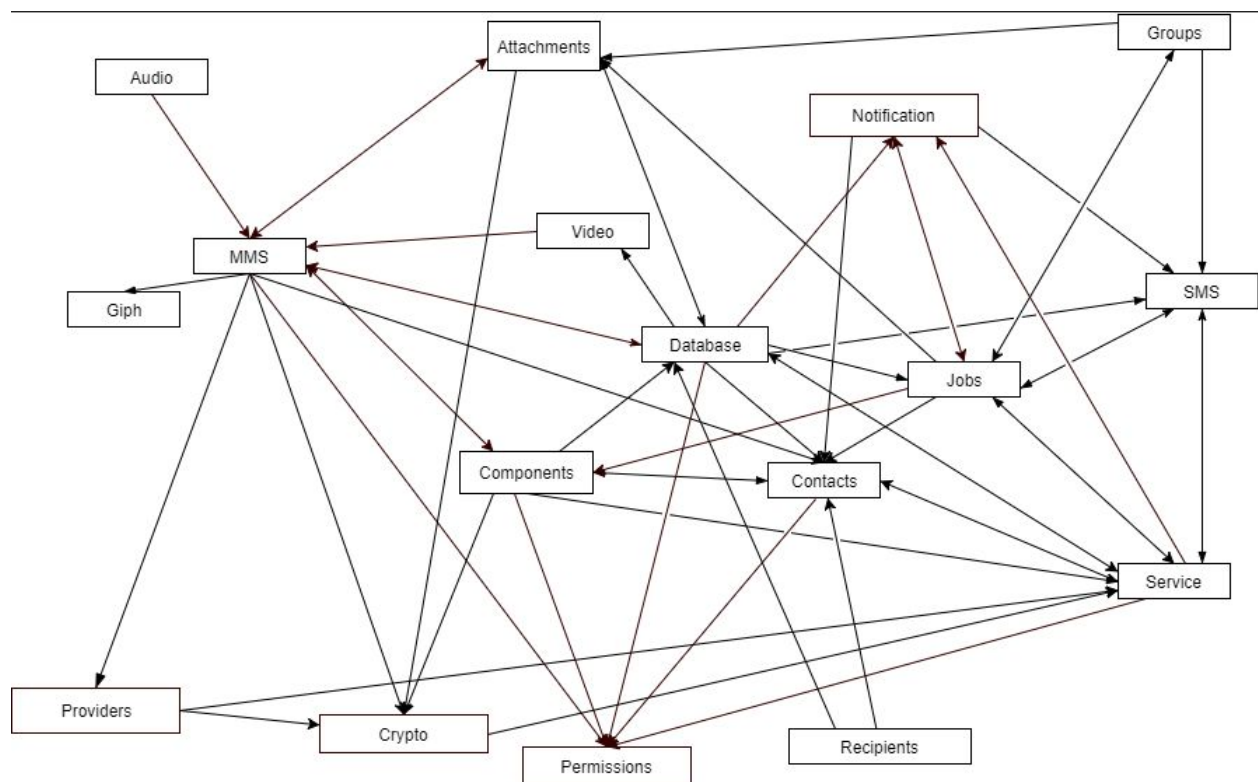 Groups
Attachments
Audio
Notification
Video
MMS
SMS
Giph
Database
Jobs
Components
Contacts
Service
Providers
Crypto
Recipients
Permissions